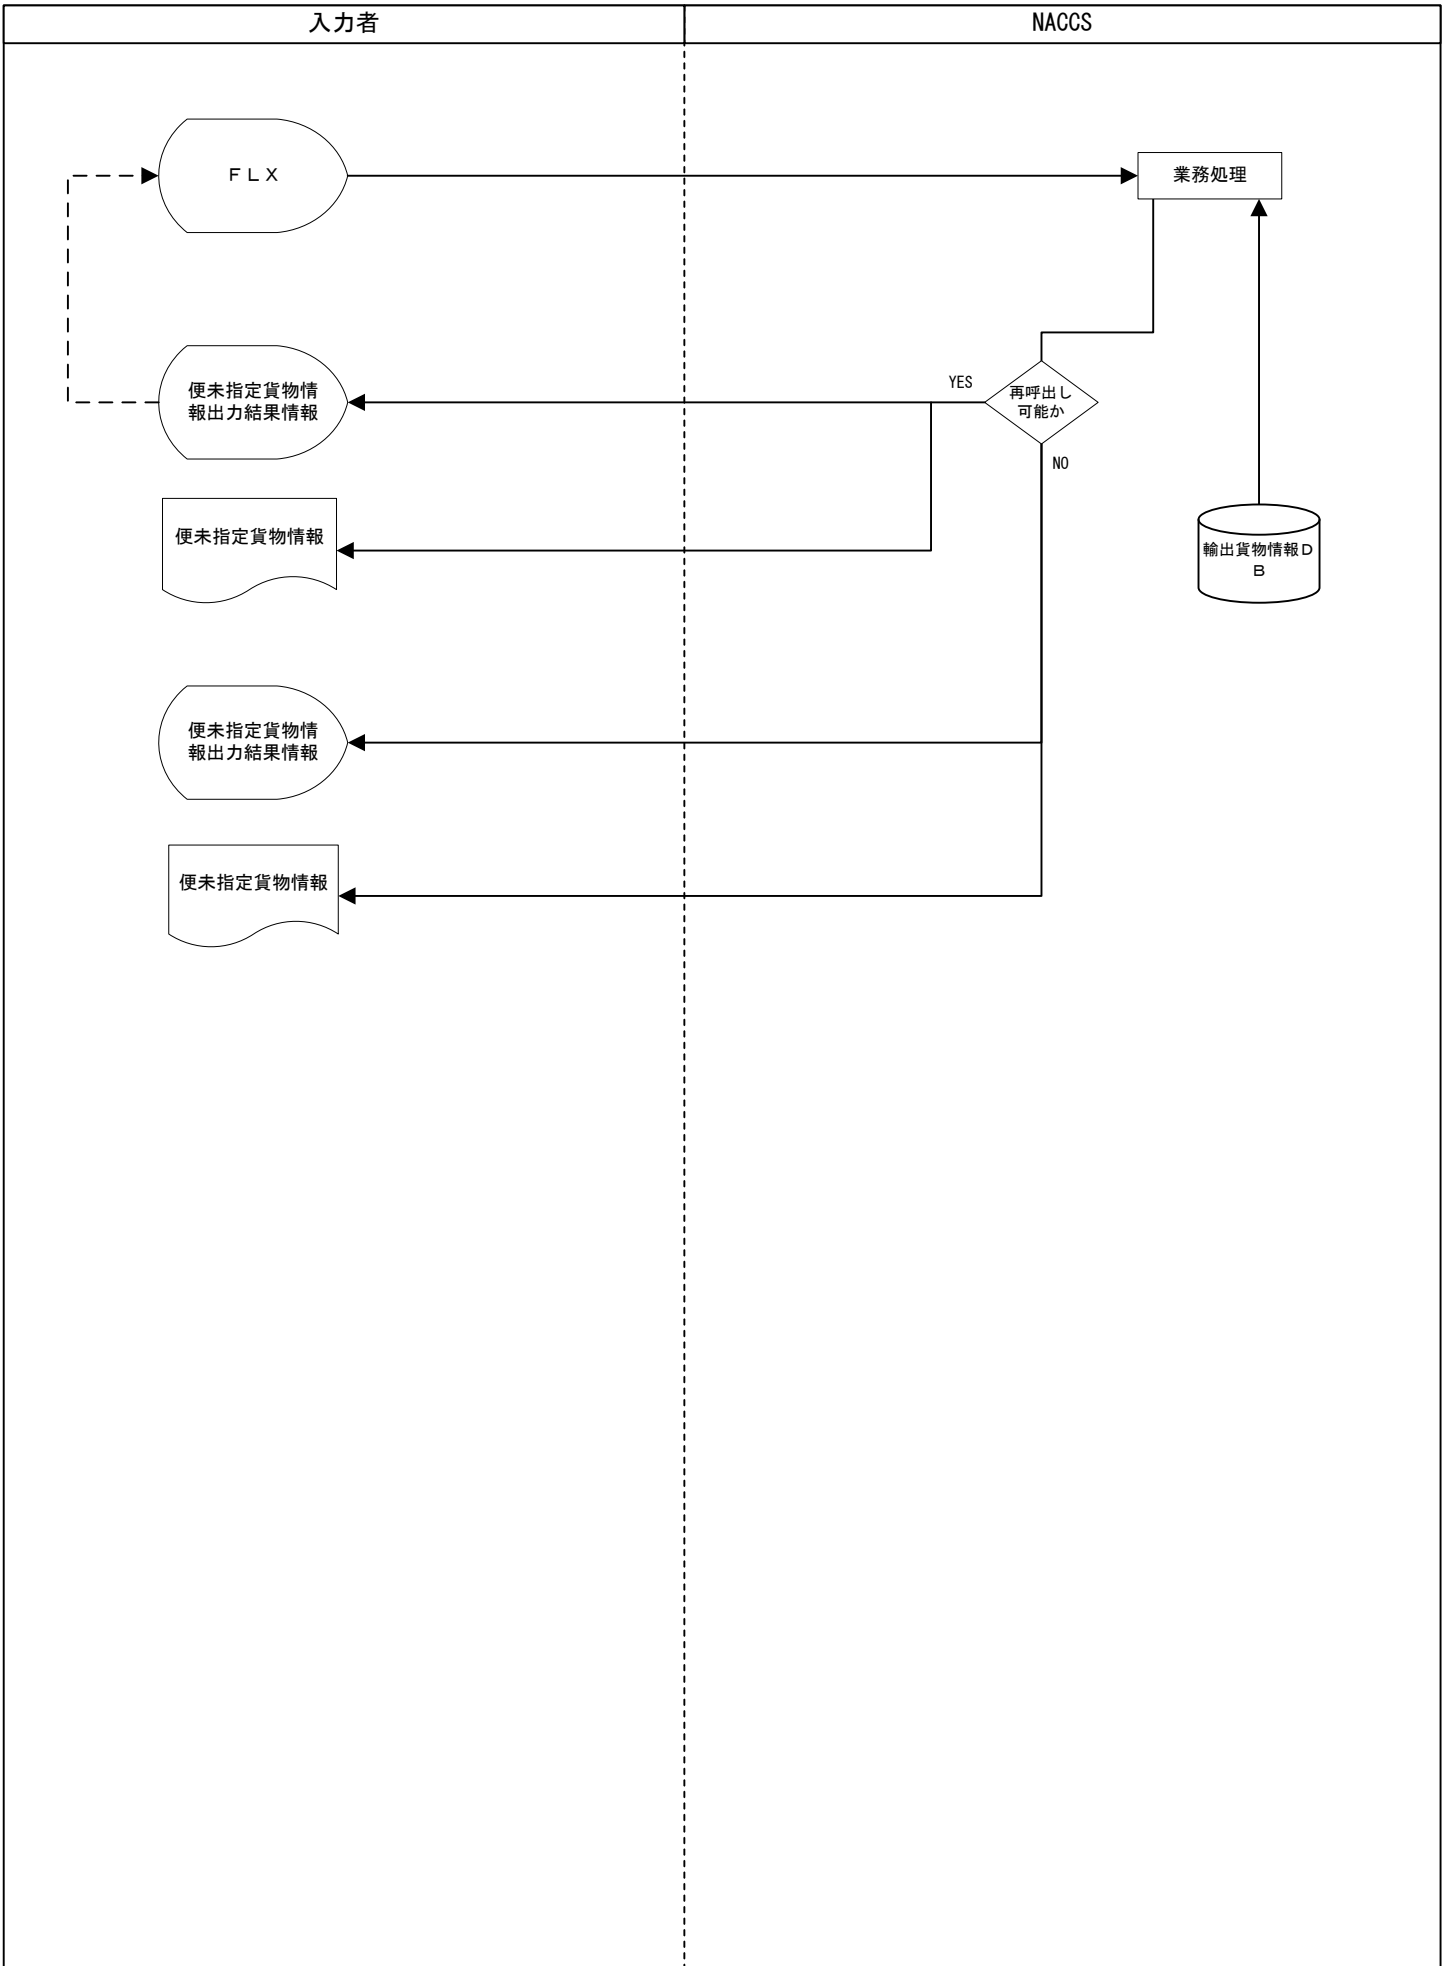 入力者
NACCS
ＦＬＸ
業務処理
便未指定貨物情
報出力結果情報
YES
再呼出し
可能か
NO
便未指定貨物情報
輸出貨物情報Ｄ
Ｂ
便未指定貨物情
報出力結果情報
便未指定貨物情報